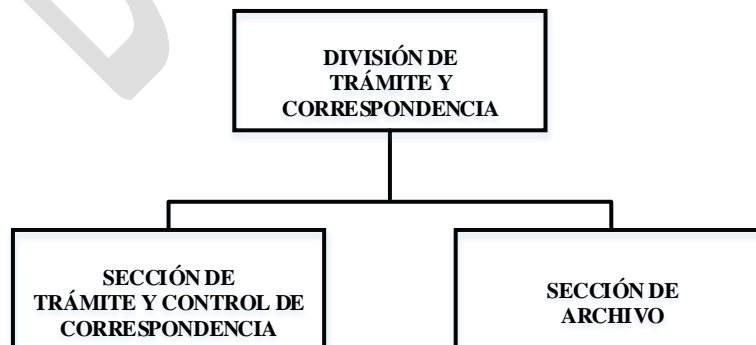 DIVISIÓN DE
TRÁMITE Y
CORRESPONDENCIA
SECCIÓN DE
TRÁMITE Y CONTROL DE
CORRESPONDENCIA
SECCIÓN DE
ARCHIVO